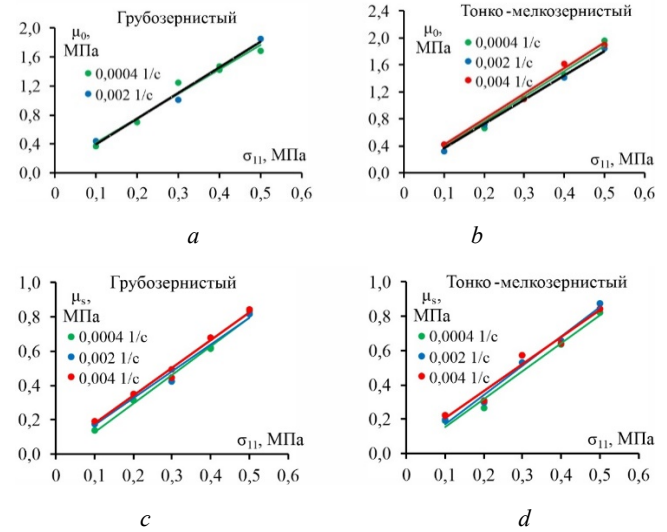 Грубозернистый
μ₀,
МПа
0,0004 1/с
0,002 1/с
2,0
1,6
1,2
0,8
0,4
0,0
σ₁₁, МПа
0 0,1 0,2 0,3 0,4 0,5 0,6
a
Тонко-мелкозернистый
μ₀,
МПа
0,0004 1/с
0,002 1/с
0,004 1/с
2,4
2,0
1,6
1,2
0,8
0,4
0,0
σ₁₁, МПа
0 0,1 0,2 0,3 0,4 0,5 0,6
b
Грубозернистый
μₛ,
МПа
0,0004 1/с
0,002 1/с
0,004 1/с
1,0
0,8
0,6
0,4
0,2
0,0
σ₁₁, МПа
0 0,1 0,2 0,3 0,4 0,5 0,6
c
Тонко-мелкозернистый
μₛ,
МПа
0,0004 1/с
0,002 1/с
0,004 1/с
1,0
0,8
0,6
0,4
0,2
0,0
σ₁₁, МПа
0 0,1 0,2 0,3 0,4 0,5 0,6
d